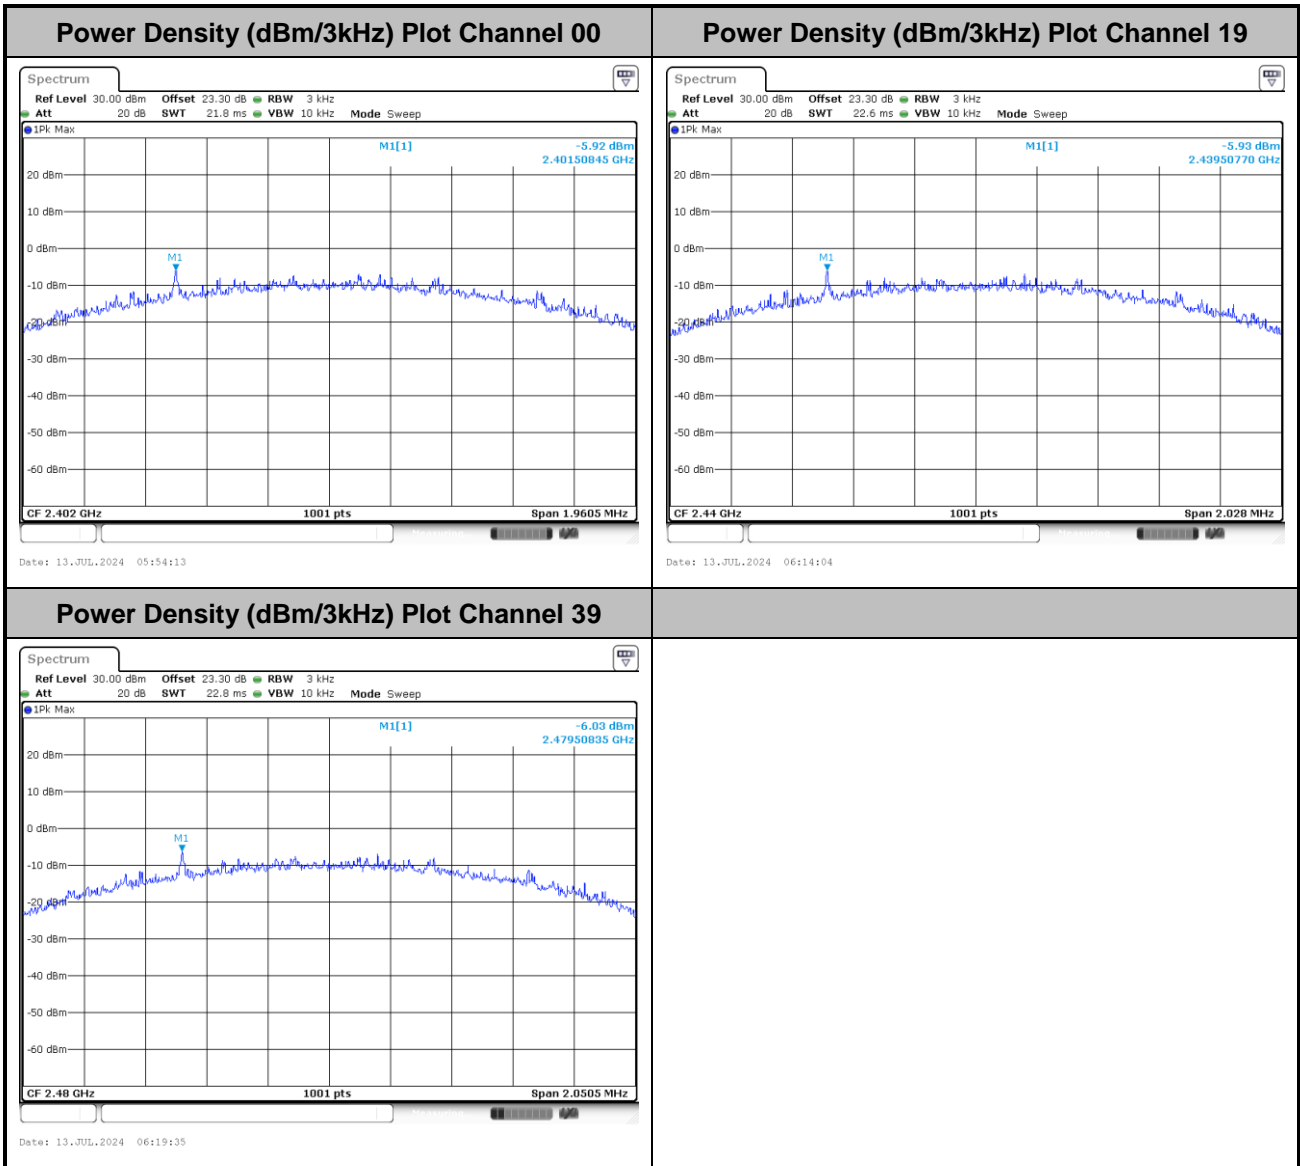 Power Density (dBm/3kHz) Plot Channel 00
Spectrum
Ref Level 30.00 dBm Offset 23.30 dB RBW 3 kHz
Att 20 dB SWT 21.8 ms VBW 10 kHz Mode Sweep
1Pk Max
M1[1] -5.92 dBm
2.40150845 GHz
20 dBm
10 dBm
0 dBm
M1
-10 dBm
-20 dBm
-30 dBm
-40 dBm
-50 dBm
-60 dBm
CF 2.402 GHz 1001 pts Span 1.9605 MHz
Measuring...
Date: 13.JUL.2024 05:54:13
Power Density (dBm/3kHz) Plot Channel 19
Spectrum
Ref Level 30.00 dBm Offset 23.30 dB RBW 3 kHz
Att 20 dB SWT 22.6 ms VBW 10 kHz Mode Sweep
1Pk Max
M1[1] -5.93 dBm
2.43950770 GHz
20 dBm
10 dBm
0 dBm
M1
-10 dBm
-20 dBm
-30 dBm
-40 dBm
-50 dBm
-60 dBm
CF 2.44 GHz 1001 pts Span 2.028 MHz
Measuring...
Date: 13.JUL.2024 06:14:04
Power Density (dBm/3kHz) Plot Channel 39
Spectrum
Ref Level 30.00 dBm Offset 23.30 dB RBW 3 kHz
Att 20 dB SWT 22.8 ms VBW 10 kHz Mode Sweep
1Pk Max
M1[1] -6.03 dBm
2.47950835 GHz
20 dBm
10 dBm
0 dBm
M1
-10 dBm
-20 dBm
-30 dBm
-40 dBm
-50 dBm
-60 dBm
CF 2.48 GHz 1001 pts Span 2.0505 MHz
Measuring...
Date: 13.JUL.2024 06:19:35